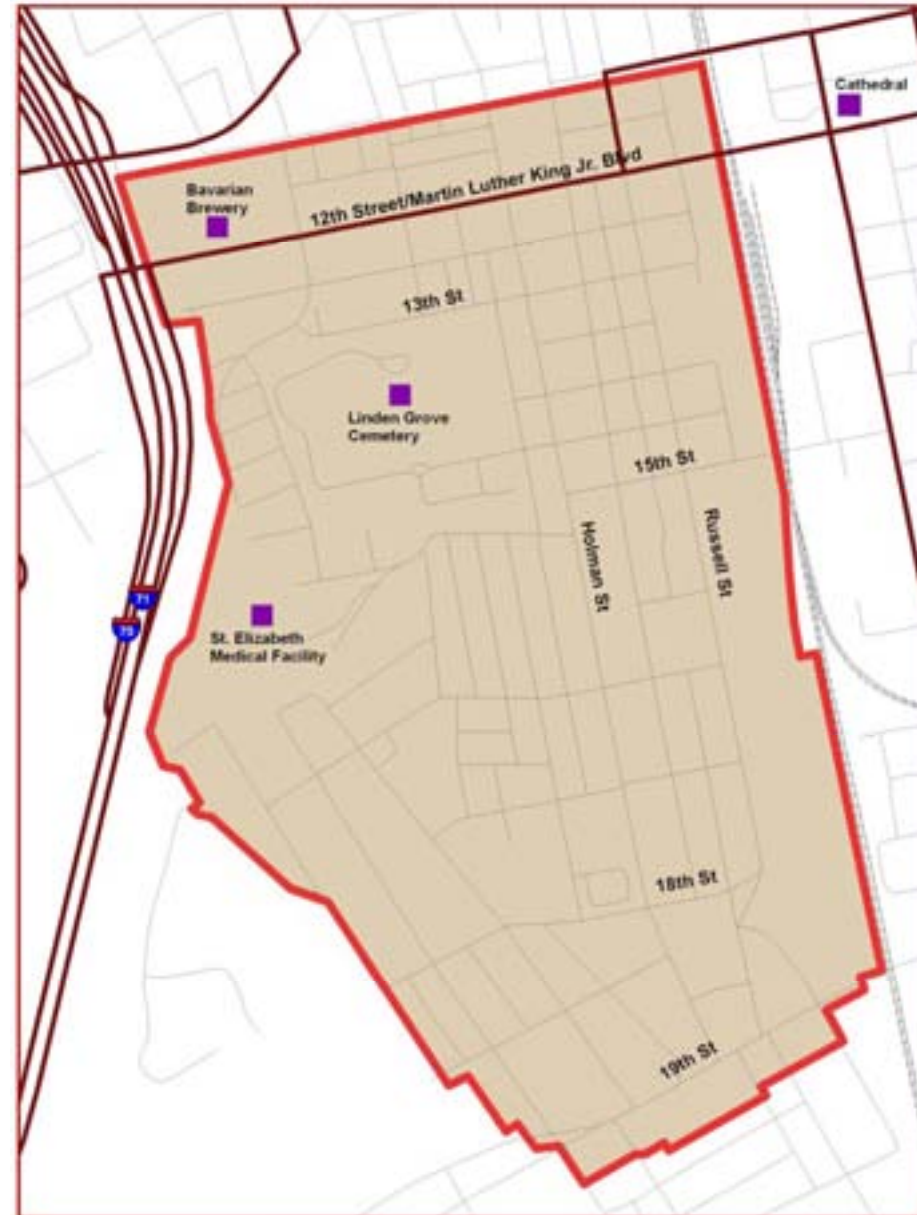 Cathedral
Bavarian
Brewery
12th Street/Martin Luther King Jr. Blvd
13th St
Linden Grove
Cemetery
15th St
Holman St
Russell St
71
75
St. Elizabeth
Medical Facility
18th St
19th St